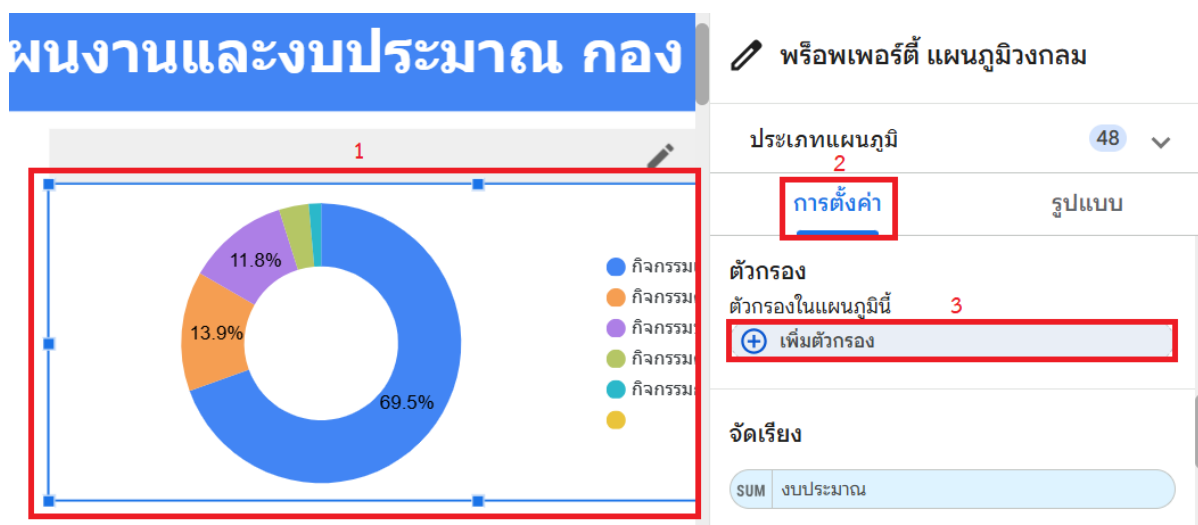 ผนงานและงบประมาณ กอง
1
11.8%
13.9%
69.5%
กิจกรรม
กิจกรรม
กิจกรรม
กิจกรรม
กิจกรรม
พร็อพเพอร์ตี้ แผนภูมิวงกลม
ประเภทแผนภูมิ 48
2
การตั้งค่า รูปแบบ
ตัวกรอง
ตัวกรองในแผนภูมินี้ 3
เพิ่มตัวกรอง
จัดเรียง
SUM งบประมาณ